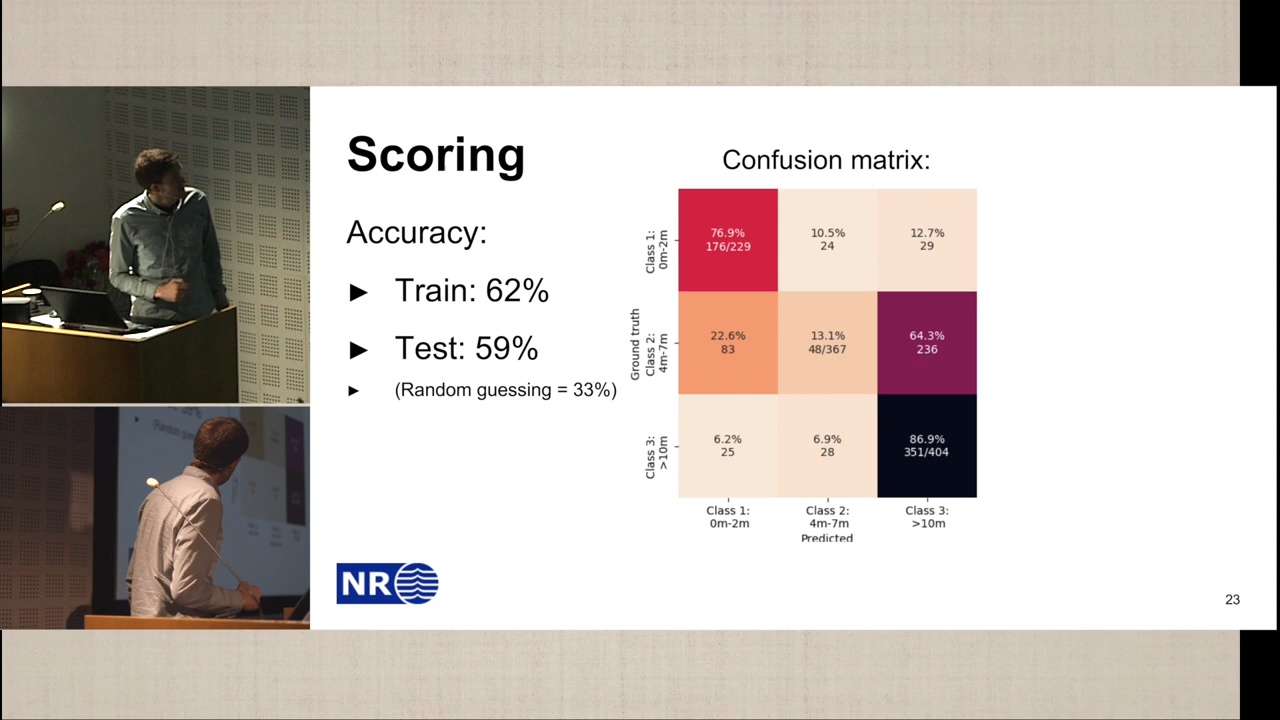 Scoring
Accuracy:
► Train: 62%
► Test: 59%
► (Random guessing = 33%)
Confusion matrix:
Ground truth
Class 1:
0m-2m
76.9%
176/229
10.5%
24
12.7%
29
Class 2:
4m-7m
22.6%
83
13.1%
48/367
64.3%
236
Class 3:
>10m
6.2%
25
6.9%
28
86.9%
351/404
Class 1:
0m-2m
Class 2:
4m-7m
Class 3:
>10m
Predicted
NR
23